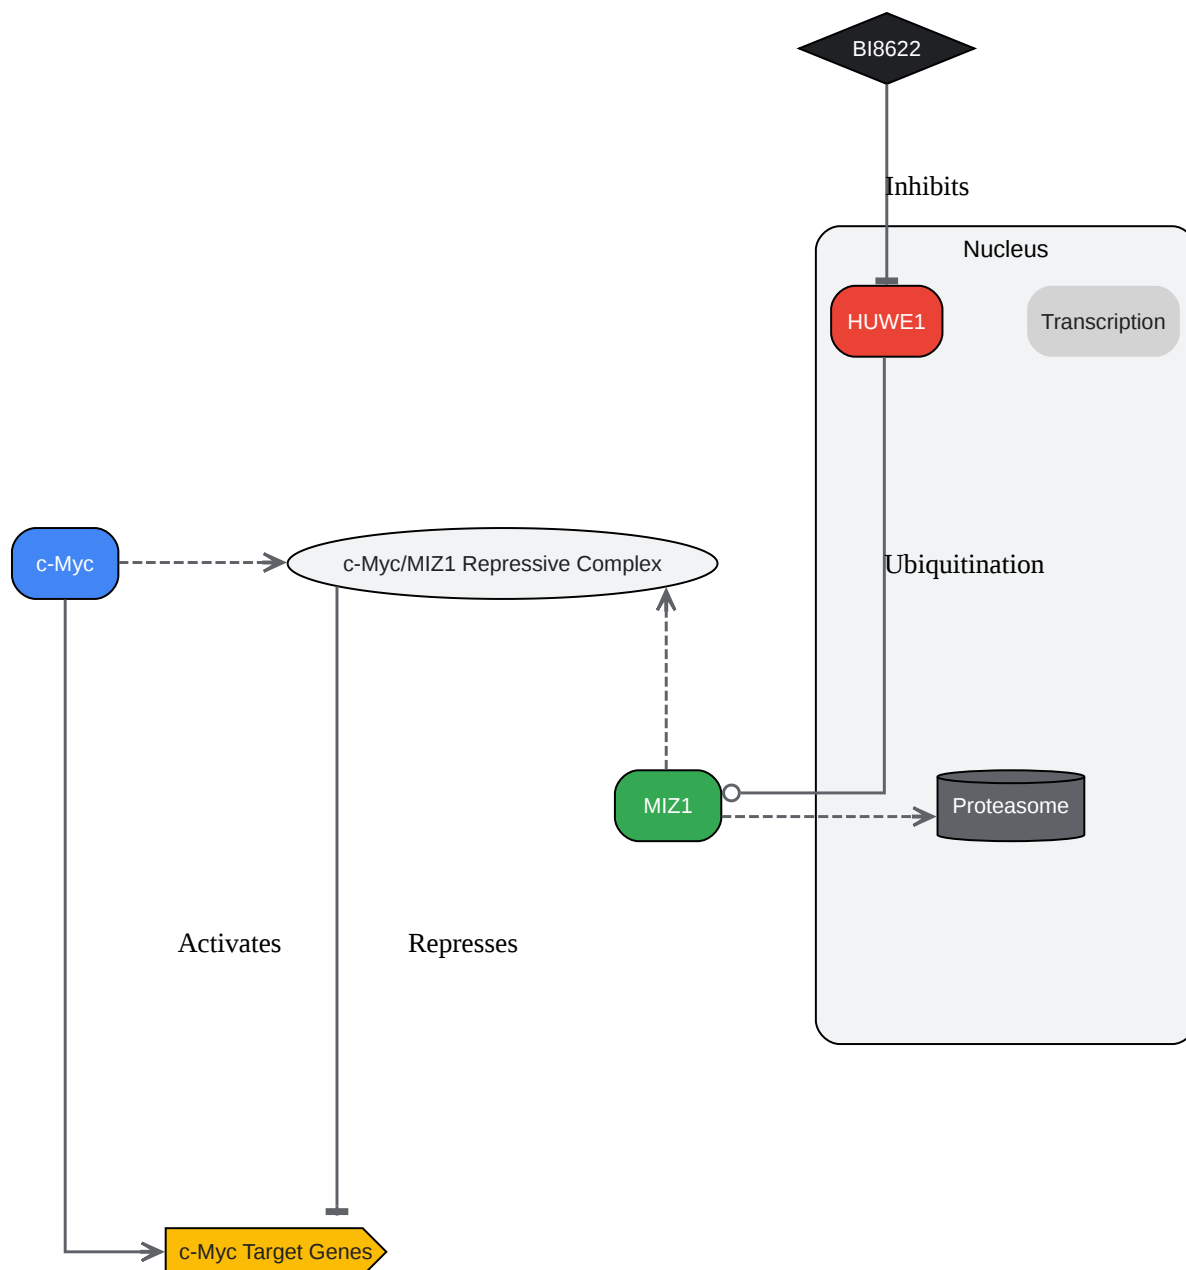 BI8622
Inhibits
Nucleus
HUWE1
Transcription
c-Myc
c-Myc/MIZ1 Repressive Complex
Ubiquitination
MIZ1
Proteasome
Activates
Represses
c-Myc Target Genes